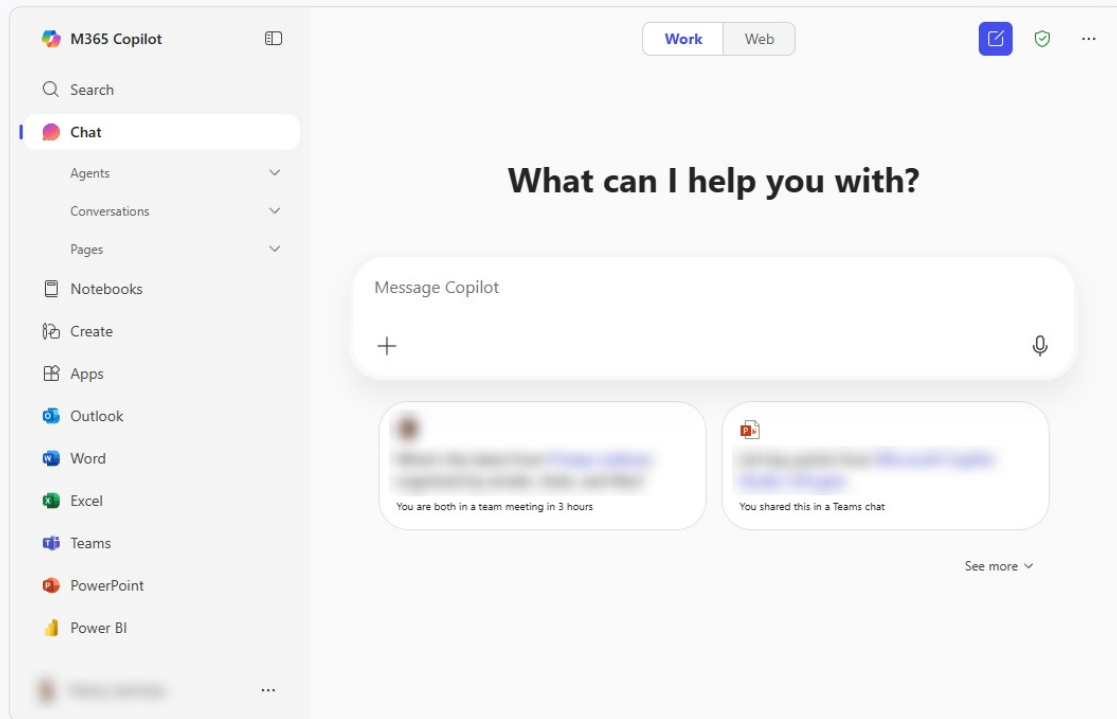 M365 Copilot
Search
Chat
Agents
Conversations
Pages
Notebooks
Create
Apps
Outlook
Word
Excel
Teams
PowerPoint
Power BI
Work
Web
What can I help you with?
Message Copilot
You are both in a team meeting in 3 hours
You shared this in a Teams chat
See more